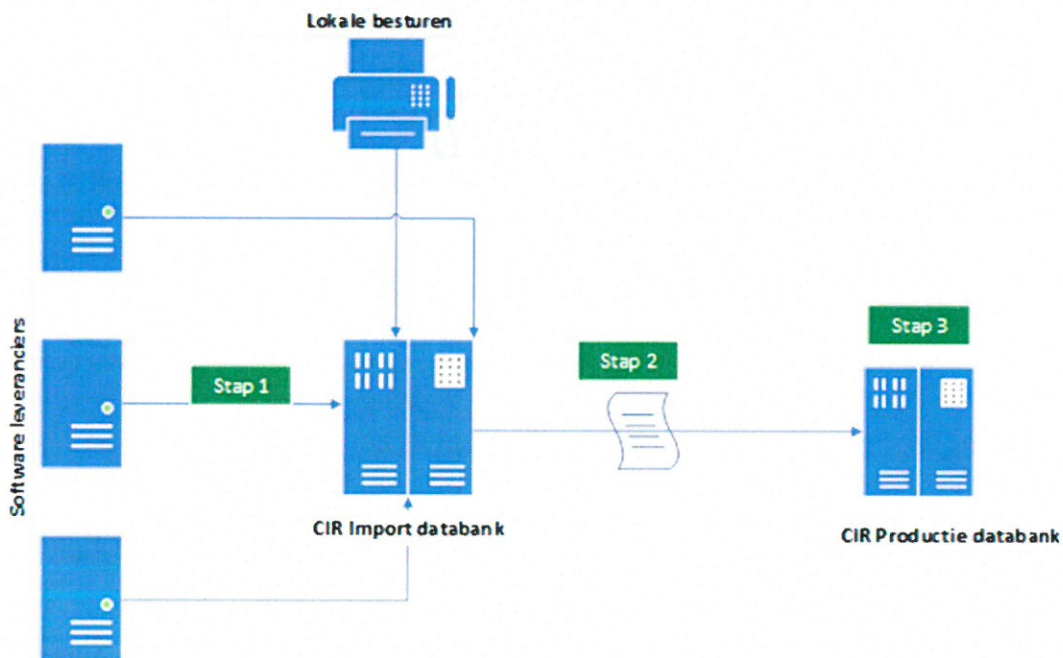 Lokale besturen
Software leveranciers
Stap 1
Stap 2
Stap 3
CIR Import databank
CIR Productie databank